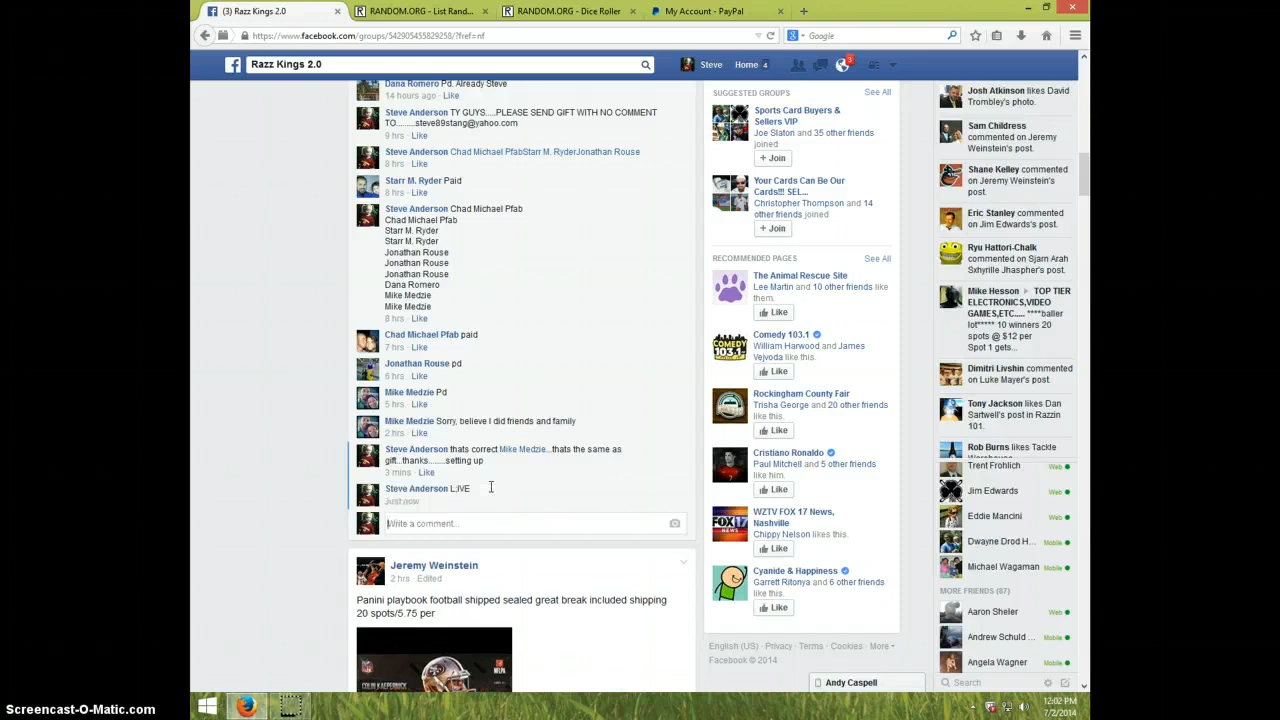 (3) Razz Kings 2.0
RANDOM.ORG - List Rand...
RANDOM.ORG - Dice Roller
My Account - PayPal
https://www.facebook.com/groups/542905455829258/?fref=nf
Google
Razz Kings 2.0
Steve
Home 4
3
Dana Romero Pd. Already Steve
14 hours ago · Like
Steve Anderson TY GUYS.....PLEASE SEND GIFT WITH NO COMMENT
TO.........steve89stang@yahoo.com
9 hrs · Like
Steve Anderson Chad Michael PfabStarr M. RyderJonathan Rouse
8 hrs · Like
Starr M. Ryder Paid
8 hrs · Like
Steve Anderson Chad Michael Pfab
Chad Michael Pfab
Starr M. Ryder
Starr M. Ryder
Jonathan Rouse
Jonathan Rouse
Jonathan Rouse
Dana Romero
Mike Medzie
Mike Medzie
8 hrs · Like
Chad Michael Pfab paid
7 hrs · Like
Jonathan Rouse pd
6 hrs · Like
Mike Medzie Pd
5 hrs · Like
Mike Medzie Sorry, believe I did friends and family
2 hrs · Like
Steve Anderson thats correct Mike Medzie...thats the same as
gift...thanks........setting up
3 mins · Like
Steve Anderson L;IVE
Just now
Write a comment...
Jeremy Weinstein
2 hrs · Edited
Panini playbook football shipped sealed great break included shipping
20 spots/5.75 per
NFL
COLIN KAEPERNICK
SUGGESTED GROUPS
See All
Sports Card Buyers &
Sellers VIP
Joe Slaton + 35 other friends
joined
+ Join
Your Cards Can Be Our
Cards!!! SEL...
Christopher Thompson + 14
other friends joined
+ Join
RECOMMENDED PAGES
See All
The Animal Rescue Site
Lee Martin and 10 other friends like
them.
Like
Comedy 103.1
William Harwood and James
Vejvoda like this.
Like
Rockingham County Fair
Trisha George and 20 other friends
like this.
Like
Cristiano Ronaldo
Paul Mitchell and 5 other friends
like him.
Like
WZTV FOX 17 News,
Nashville
Chippy Nelson likes this.
Like
Cyanide & Happiness
Garrett Ritonya and 6 other friends
like this.
Like
English (US) · Privacy · Terms · Cookies · More
Facebook © 2014
Andy Caspell
Josh Atkinson likes David
Trombley's photo.
Sam Childress
commented on Jeremy
Weinstein's post.
Shane Kelley commented
on Jeremy Weinstein's
post.
Eric Stanley commented
on Jim Edwards's post.
Ryu Hattori-Chalk
commented on Sjarn Arah
Sxhyrille Jhaspher's post.
Mike Hesson ▸ TOP TIER
ELECTRONICS,VIDEO
GAMES,ETC..... ****baller
lot***** 10 winners 20
spots @ $12 per
Spot 1 gets...
Dimitri Livshin commented
on Luke Mayer's post.
Tony Jackson likes Dan
Sartwell's post in Razzin
101.
Rob Burns likes Tackle
Trent Frohlich Web
Jim Edwards Web
Eddie Mancini Web
Dwayne Drod H... Mobile
Michael Wagaman Mobile
MORE FRIENDS (87)
Aaron Sheler Web
Andrew Schuld ... Mobile
Angela Wagner Mobile
Search
Screencast-O-Matic.com
12:02 PM
7/2/2014